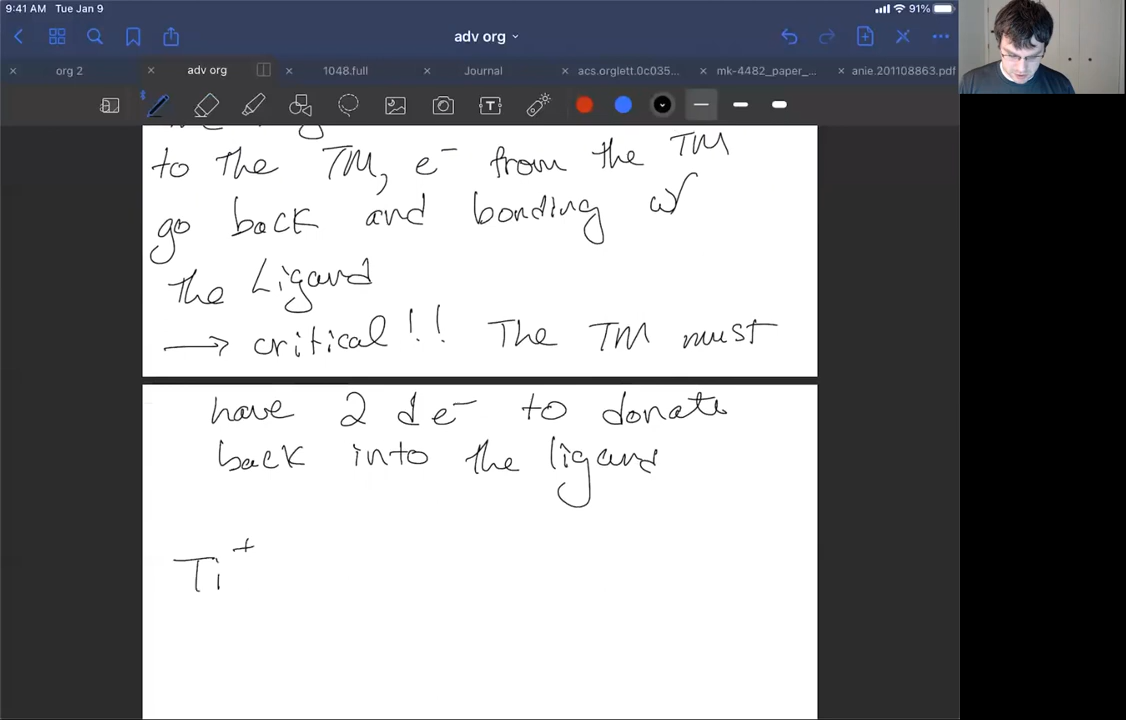 9:41 AM Tue Jan 9
91%
adv org
org 2
adv org
1048.full
Journal
acs.orglett.0c035...
mk-4482_paper_...
anie.201108863.pdf
to the TM, e⁻ from the TM
go back and bonding w/
the Ligand
→ critical!! The TM must
have 2 d e⁻ to donate
back into the ligand
Ti⁺